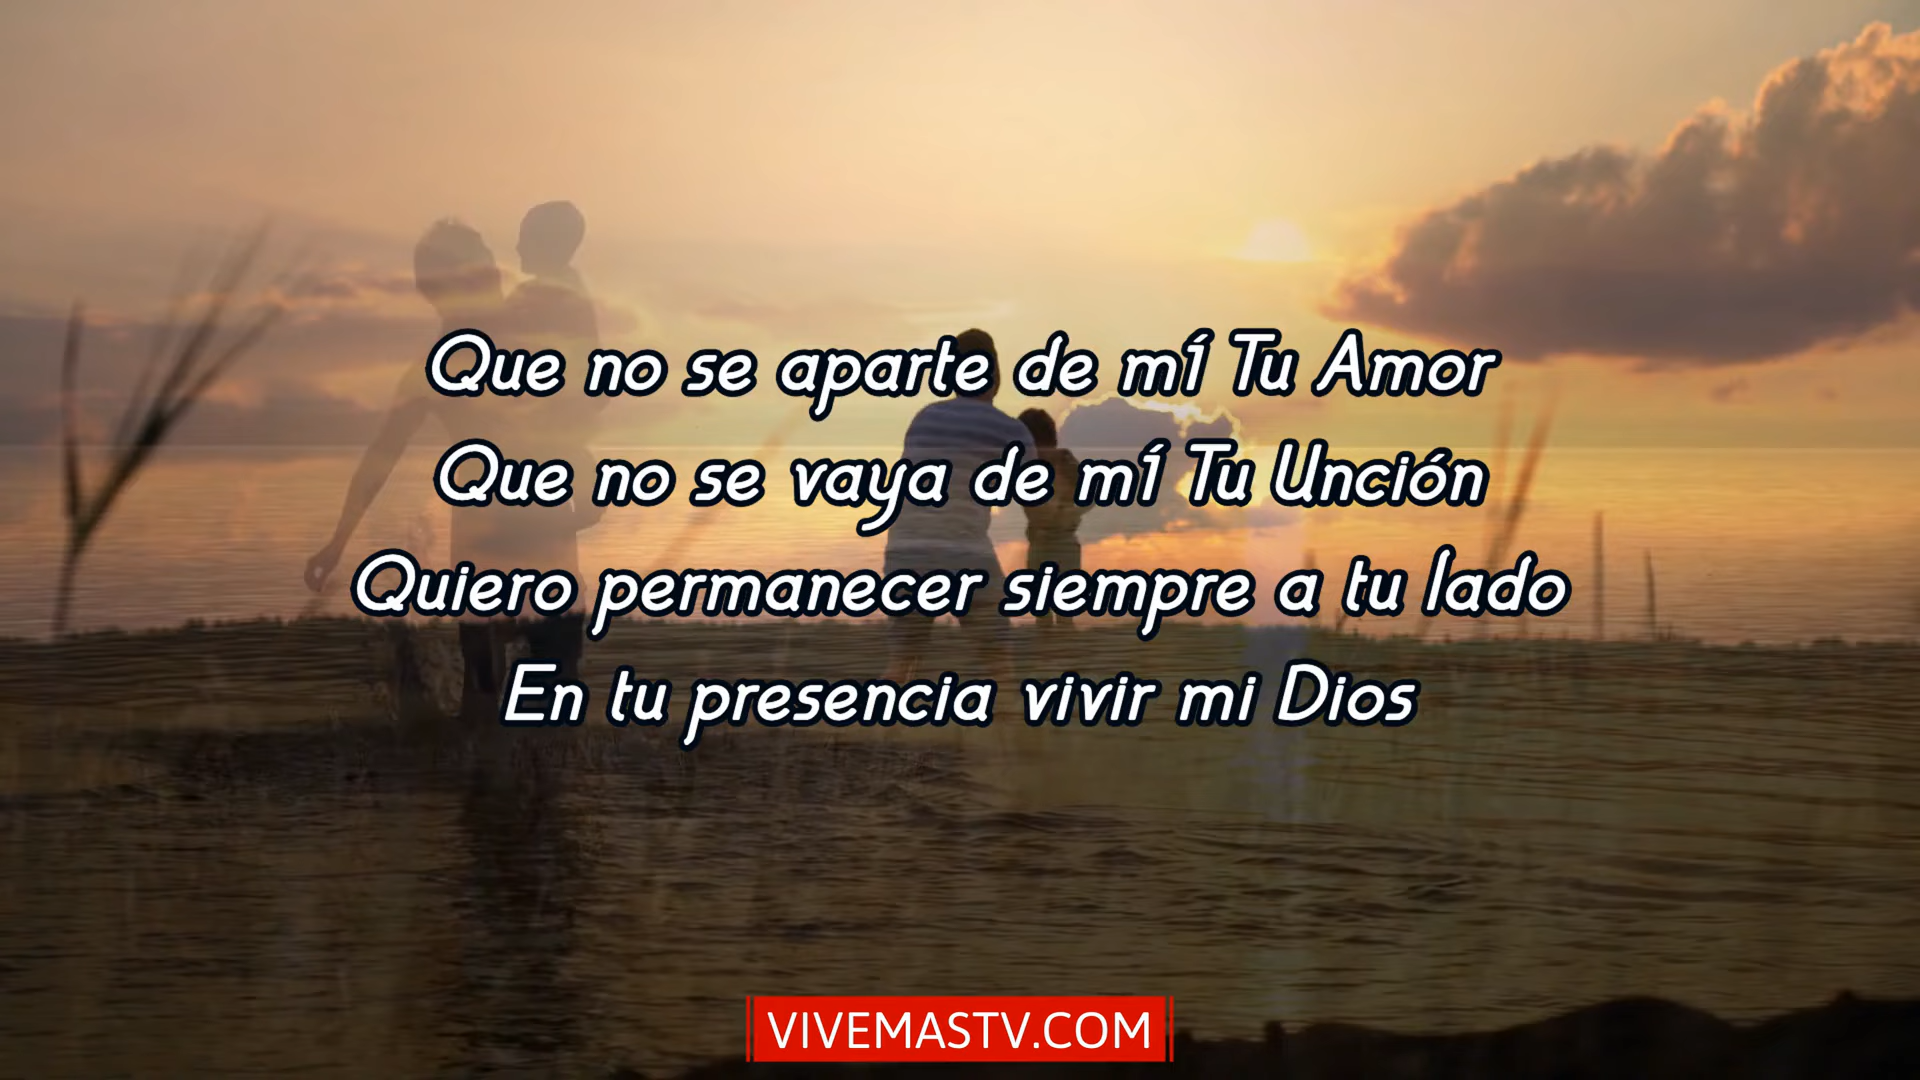 Que no se aparte de mí Tu Amor
Que no se vaya de mí Tu Unción
Quiero permanecer siempre a tu lado
En tu presencia vivir mi Dios
VIVEMASTV.COM